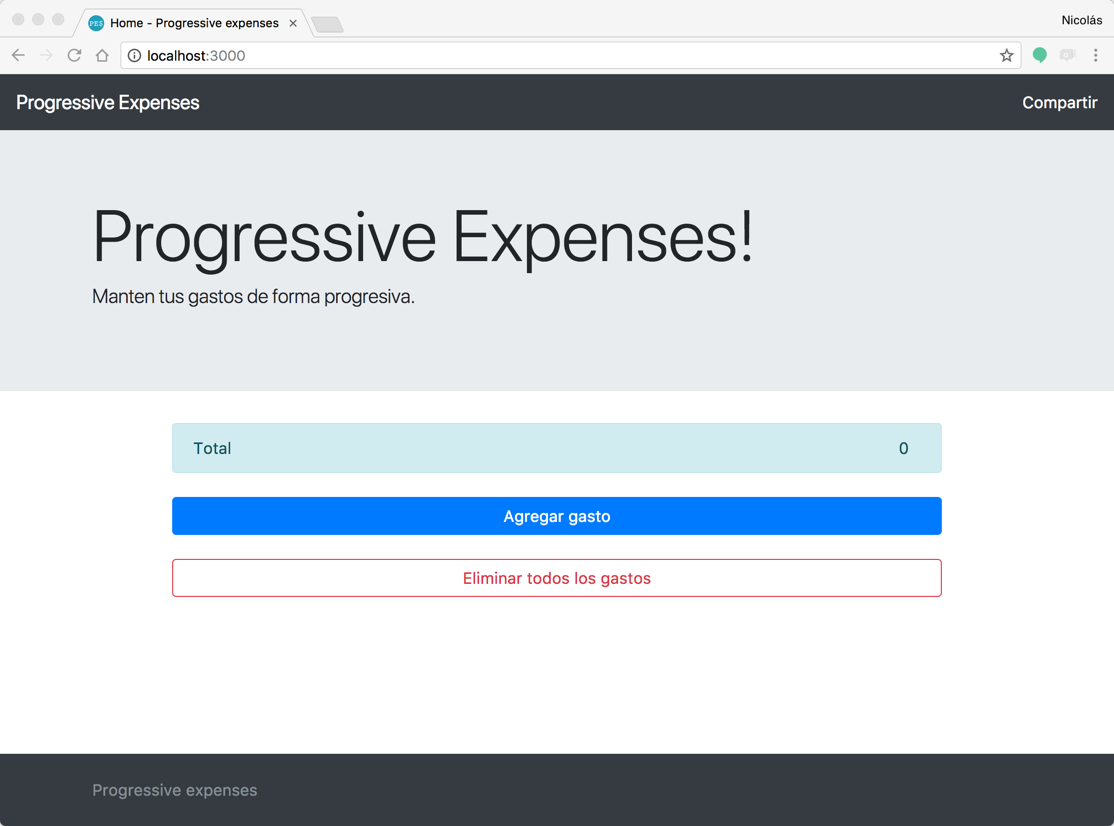 PES Home - Progressive expenses
Nicolás
localhost:3000
Progressive Expenses
Compartir
Progressive Expenses!
Manten tus gastos de forma progresiva.
Total 0
Agregar gasto
Eliminar todos los gastos
Progressive expenses